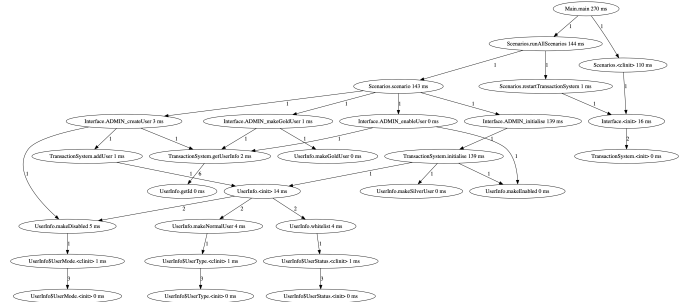 Main.main 270 ms
1
1
Scenarios.runAllScenarios 144 ms
1
1
Scenarios.<clinit> 110 ms
Scenarios.scenario 143 ms
Scenarios.restartTransactionSystem 1 ms
1
1
1
1
1
1
Interface.ADMIN_createUser 3 ms
Interface.ADMIN_makeGoldUser 1 ms
Interface.ADMIN_enableUser 0 ms
Interface.ADMIN_initialise 139 ms
Interface.<init> 16 ms
1
1
1
1
1
1
2
TransactionSystem.addUser 1 ms
TransactionSystem.getUserInfo 2 ms
UserInfo.makeGoldUser 0 ms
TransactionSystem.initialise 139 ms
TransactionSystem.<init> 0 ms
1
1
6
1
1
1
1
UserInfo.getId 0 ms
UserInfo.<init> 14 ms
UserInfo.makeSilverUser 0 ms
UserInfo.makeEnabled 0 ms
2
2
2
UserInfo.makeDisabled 5 ms
UserInfo.makeNormalUser 4 ms
UserInfo.whitelist 4 ms
1
1
1
UserInfo$UserMode.<clinit> 1 ms
UserInfo$UserType.<clinit> 1 ms
UserInfo$UserStatus.<clinit> 1 ms
3
3
3
UserInfo$UserMode.<init> 0 ms
UserInfo$UserType.<init> 0 ms
UserInfo$UserStatus.<init> 0 ms